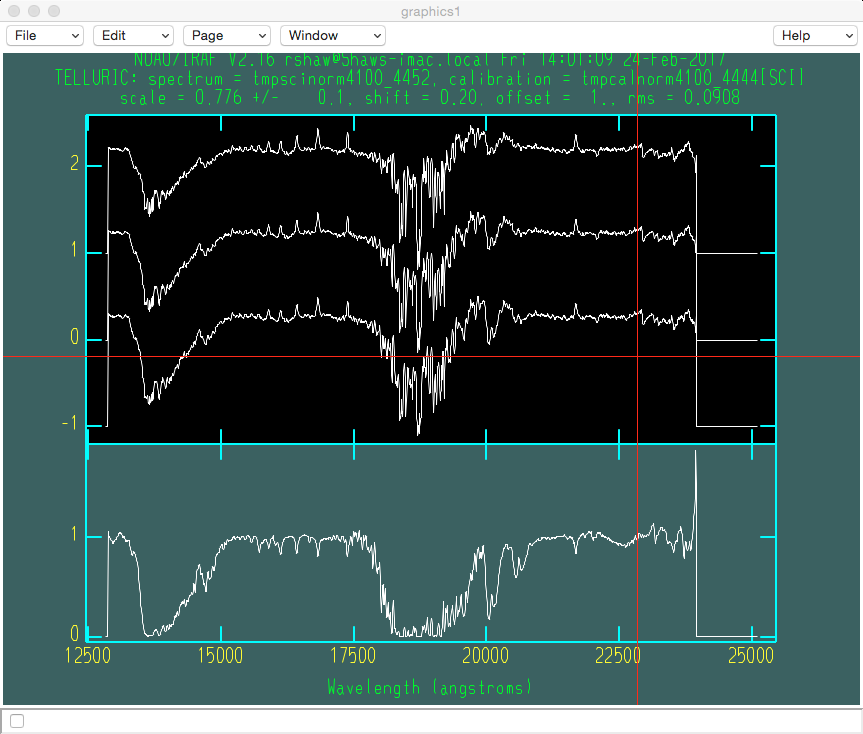 graphics1
File Edit Page Window Help
NOAO/IRAF V2.16 rshaw@Shaws-imac.local Fri 14:01:09 24-Feb-2017
TELLURIC: spectrum = tmpscinorm4100_4452, calibration = tmpcalnorm4100_4444[SCI]
scale = 0.776 +/- 0.1, shift = 0.20, offset = 1., rms = 0.0908
2
1
0
-1
1
0
12500 15000 17500 20000 22500 25000
Wavelength (angstroms)